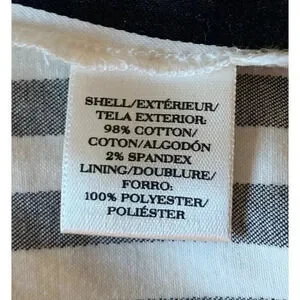 SHELL/EXTÉRIEUR/
TELA EXTERIOR:
98% COTTON/
COTON/ALGODÓN
2% SPANDEX
LINING/DOUBLURE/
FORRO:
100% POLYESTER/
POLIÉSTER